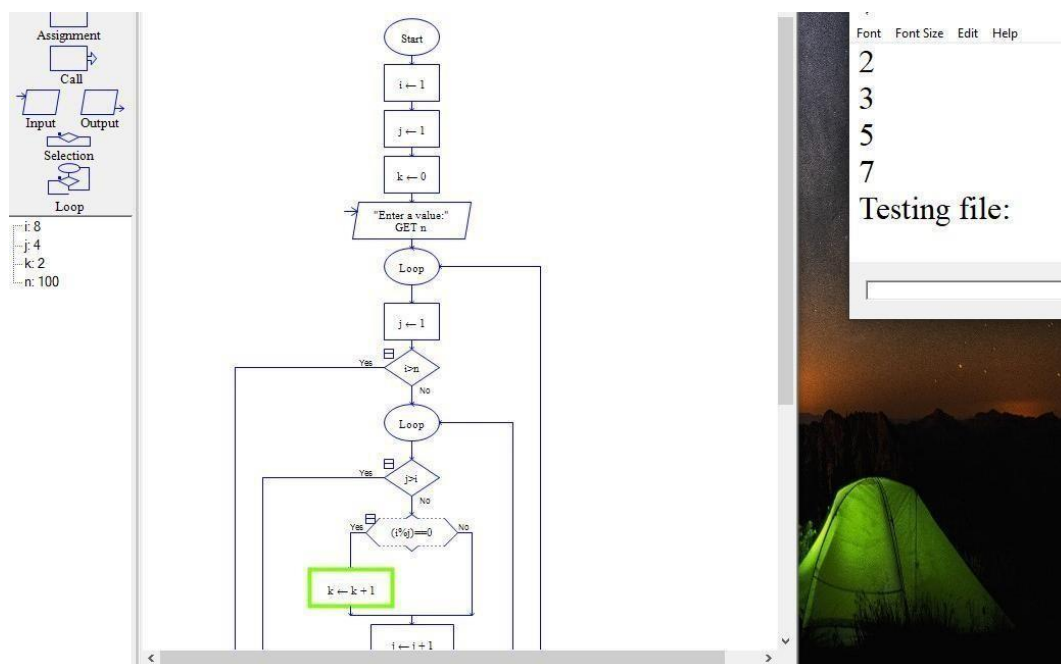 Assignment
Call
Input Output
Selection
Loop
i: 8
j: 4
k: 2
n: 100
Start
i ← 1
j ← 1
k ← 0
"Enter a value:"
GET n
Loop
j ← 1
Yes
i>n
No
Loop
Yes
j>i
No
Yes
(i%j)==0
No
k ← k + 1
Font Font Size Edit Help
2
3
5
7
Testing file: